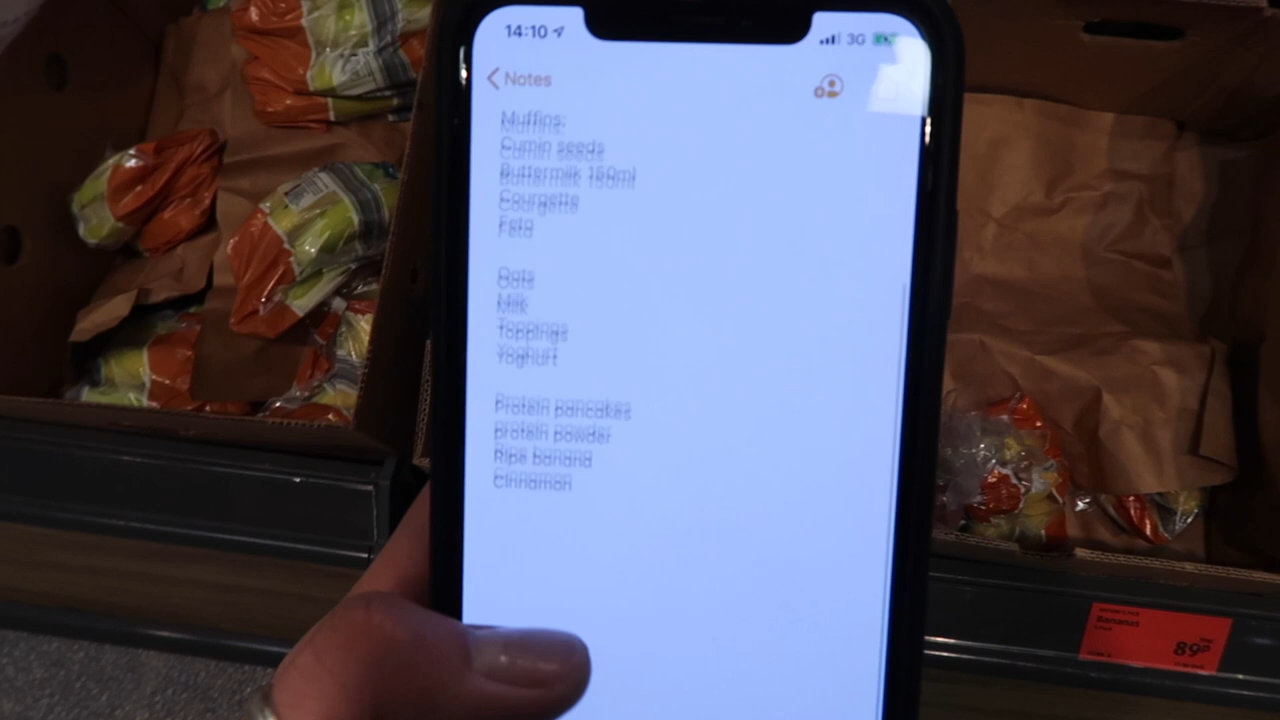 14:10
3G
Notes
Muffins:
Cumin seeds
Buttermilk 150ml
Courgette
Feta
Oats
Milk
Toppings
Yoghurt
Protein pancakes
protein powder
Ripe banana
Cinnamon
Bananas
89p